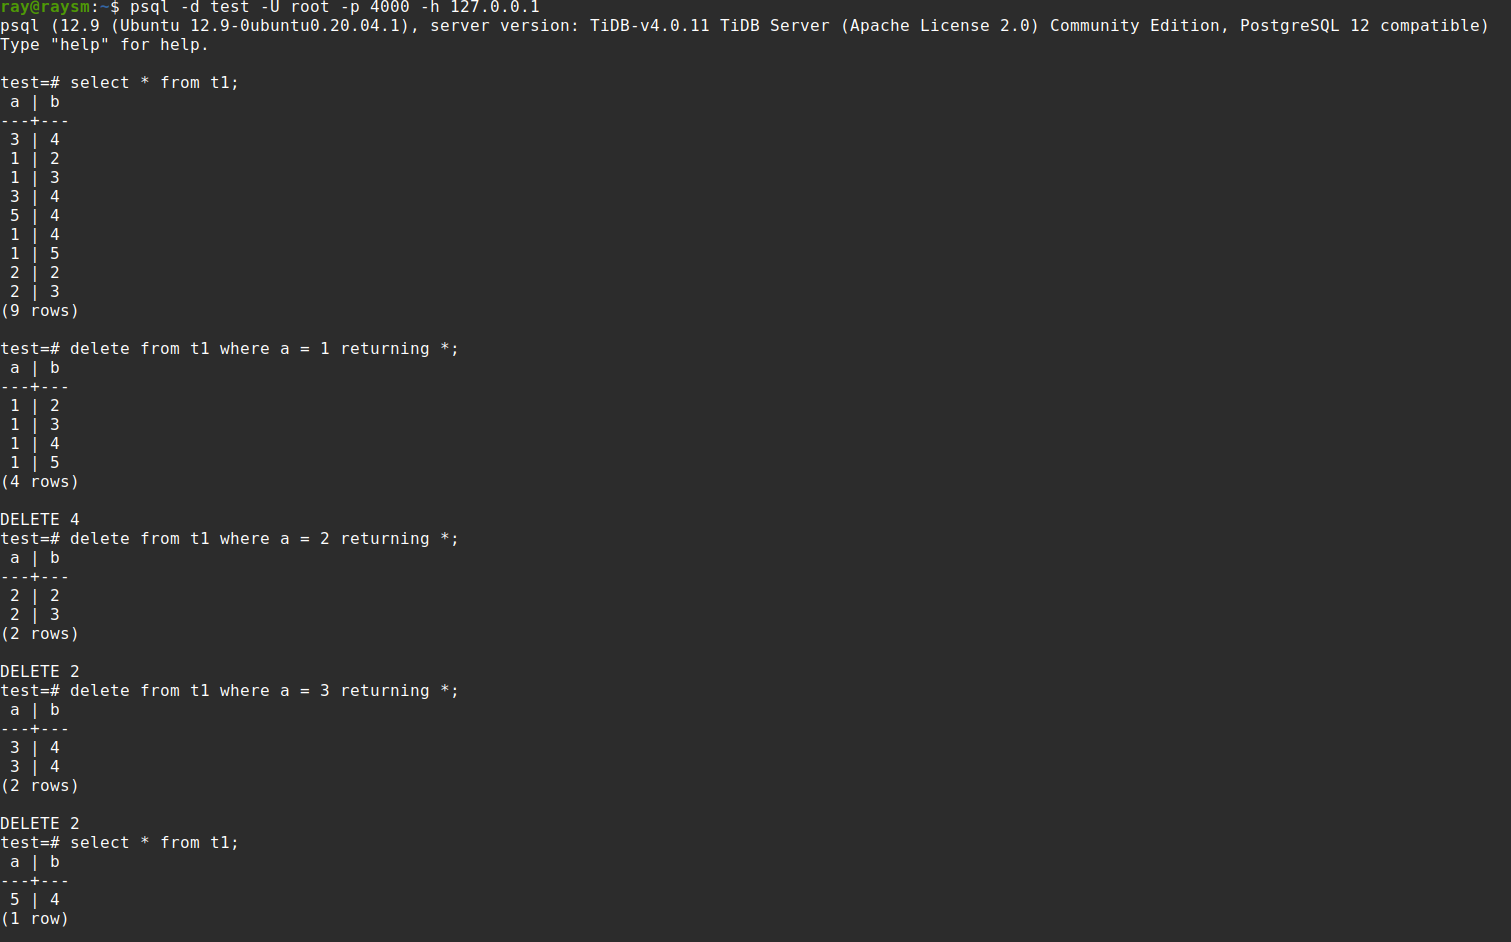 ray@raysm:~$ psql -d test -U root -p 4000 -h 127.0.0.1
psql (12.9 (Ubuntu 12.9-0ubuntu0.20.04.1), server version: TiDB-v4.0.11 TiDB Server (Apache License 2.0) Community Edition, PostgreSQL 12 compatible)
Type "help" for help.

test=# select * from t1;
 a | b
---+---
 3 | 4
 1 | 2
 1 | 3
 3 | 4
 5 | 4
 1 | 4
 1 | 5
 2 | 2
 2 | 3
(9 rows)

test=# delete from t1 where a = 1 returning *;
 a | b
---+---
 1 | 2
 1 | 3
 1 | 4
 1 | 5
(4 rows)

DELETE 4
test=# delete from t1 where a = 2 returning *;
 a | b
---+---
 2 | 2
 2 | 3
(2 rows)

DELETE 2
test=# delete from t1 where a = 3 returning *;
 a | b
---+---
 3 | 4
 3 | 4
(2 rows)

DELETE 2
test=# select * from t1;
 a | b
---+---
 5 | 4
(1 row)